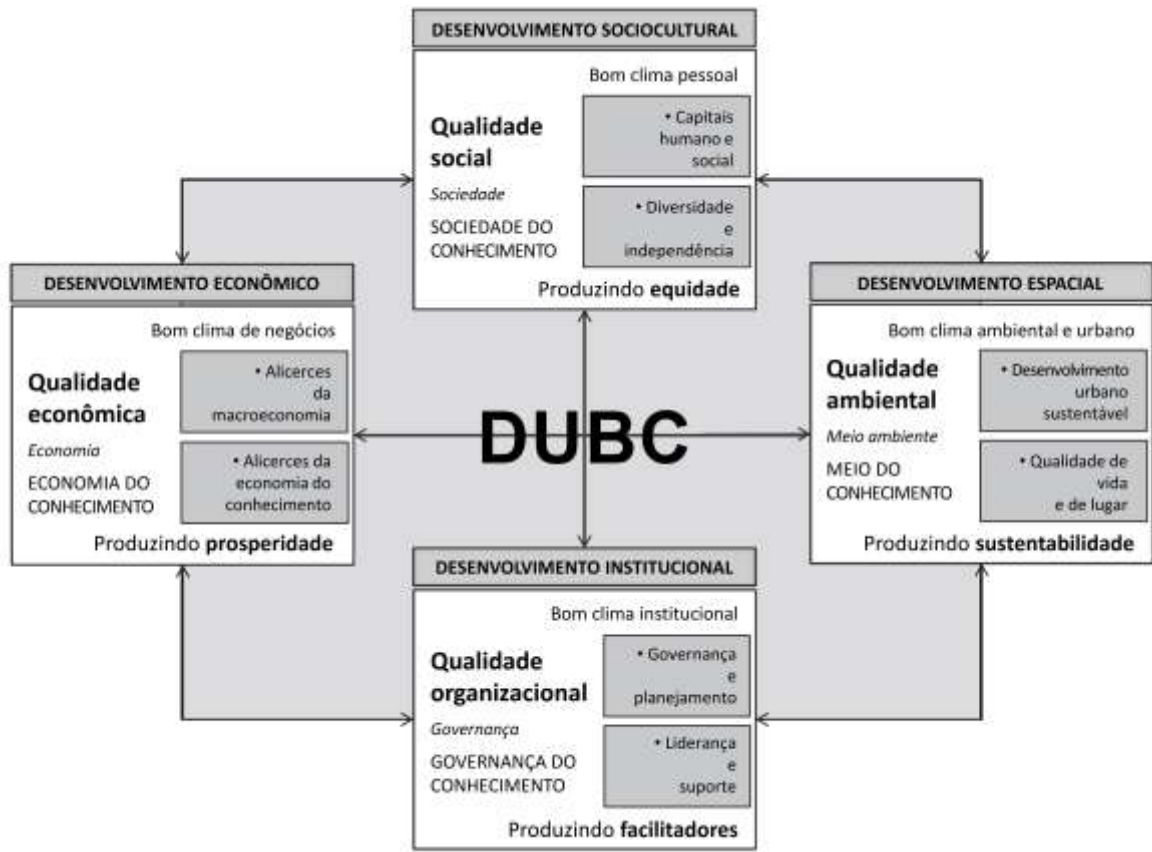 DESENVOLVIMENTO SOCIOCULTURAL
Bom clima pessoal
Qualidade
social
Sociedade
SOCIEDADE DO
CONHECIMENTO
• Capitais
humano e
social
• Diversidade
e
independência
Produzindo equidade
DESENVOLVIMENTO ECONÔMICO
Bom clima de negócios
Qualidade
econômica
Economia
ECONOMIA DO
CONHECIMENTO
• Alicerces
da
macroeconomia
• Alicerces da
economia do
conhecimento
Produzindo prosperidade
DUBC
DESENVOLVIMENTO ESPACIAL
Bom clima ambiental e urbano
Qualidade
ambiental
Meio ambiente
MEIO DO
CONHECIMENTO
• Desenvolvimento
urbano
sustentável
• Qualidade de
vida
e de lugar
Produzindo sustentabilidade
DESENVOLVIMENTO INSTITUCIONAL
Bom clima institucional
Qualidade
organizacional
Governança
GOVERNANÇA DO
CONHECIMENTO
• Governança
e
planejamento
• Liderança
e
suporte
Produzindo facilitadores